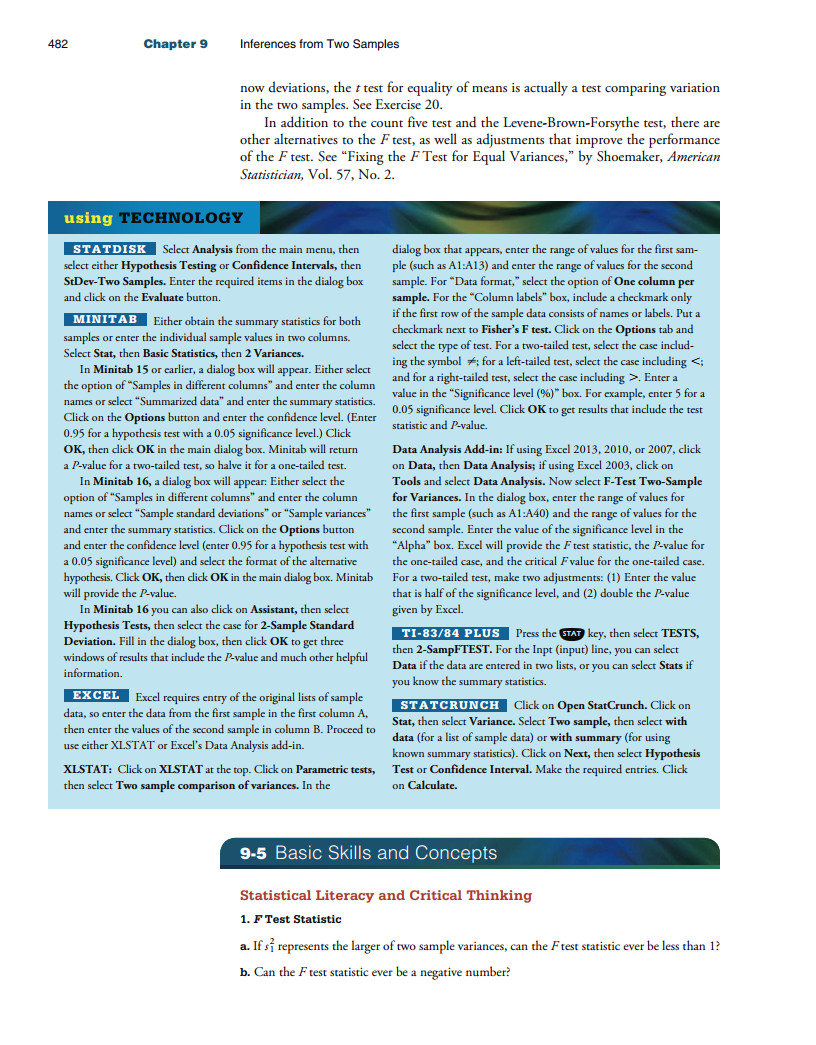 482 Chapter 9 Inferences from Two Samples
now deviations, the t test for equality of means is actually a test comparing variation
in the two samples. See Exercise 20.
In addition to the count five test and the Levene-Brown-Forsythe test, there are
other alternatives to the F test, as well as adjustments that improve the performance
of the F test. See “Fixing the F Test for Equal Variances,” by Shoemaker, American
Statistician, Vol. 57, No. 2.
using TECHNOLOGY
STATDISK Select Analysis from the main menu, then
select either Hypothesis Testing or Confidence Intervals, then
StDev-Two Samples. Enter the required items in the dialog box
and click on the Evaluate button.
MINITAB Either obtain the summary statistics for both
samples or enter the individual sample values in two columns.
Select Stat, then Basic Statistics, then 2 Variances.
In Minitab 15 or earlier, a dialog box will appear. Either select
the option of “Samples in different columns” and enter the column
names or select “Summarized data” and enter the summary statistics.
Click on the Options button and enter the confidence level. (Enter
0.95 for a hypothesis test with a 0.05 significance level.) Click
OK, then click OK in the main dialog box. Minitab will return
a P-value for a two-tailed test, so halve it for a one-tailed test.
In Minitab 16, a dialog box will appear: Either select the
option of “Samples in different columns” and enter the column
names or select “Sample standard deviations” or “Sample variances”
and enter the summary statistics. Click on the Options button
and enter the confidence level (enter 0.95 for a hypothesis test with
a 0.05 significance level) and select the format of the alternative
hypothesis. Click OK, then click OK in the main dialog box. Minitab
will provide the P-value.
In Minitab 16 you can also click on Assistant, then select
Hypothesis Tests, then select the case for 2-Sample Standard
Deviation. Fill in the dialog box, then click OK to get three
windows of results that include the P-value and much other helpful
information.
EXCEL Excel requires entry of the original lists of sample
data, so enter the data from the first sample in the first column A,
then enter the values of the second sample in column B. Proceed to
use either XLSTAT or Excel’s Data Analysis add-in.
XLSTAT: Click on XLSTAT at the top. Click on Parametric tests,
then select Two sample comparison of variances. In the
dialog box that appears, enter the range of values for the first sam-
ple (such as A1:A13) and enter the range of values for the second
sample. For “Data format,” select the option of One column per
sample. For the “Column labels” box, include a checkmark only
if the first row of the sample data consists of names or labels. Put a
checkmark next to Fisher’s F test. Click on the Options tab and
select the type of test. For a two-tailed test, select the case includ-
ing the symbol ≠; for a left-tailed test, select the case including <;
and for a right-tailed test, select the case including >. Enter a
value in the “Significance level (%)” box. For example, enter 5 for a
0.05 significance level. Click OK to get results that include the test
statistic and P-value.
Data Analysis Add-in: If using Excel 2013, 2010, or 2007, click
on Data, then Data Analysis; if using Excel 2003, click on
Tools and select Data Analysis. Now select F-Test Two-Sample
for Variances. In the dialog box, enter the range of values for
the first sample (such as A1:A40) and the range of values for the
second sample. Enter the value of the significance level in the
“Alpha” box. Excel will provide the F test statistic, the P-value for
the one-tailed case, and the critical F value for the one-tailed case.
For a two-tailed test, make two adjustments: (1) Enter the value
that is half of the significance level, and (2) double the P-value
given by Excel.
TI-83/84 PLUS Press the STAT key, then select TESTS,
then 2-SampFTEST. For the Inpt (input) line, you can select
Data if the data are entered in two lists, or you can select Stats if
you know the summary statistics.
STATCRUNCH Click on Open StatCrunch. Click on
Stat, then select Variance. Select Two sample, then select with
data (for a list of sample data) or with summary (for using
known summary statistics). Click on Next, then select Hypothesis
Test or Confidence Interval. Make the required entries. Click
on Calculate.
9-5 Basic Skills and Concepts
Statistical Literacy and Critical Thinking
1. F Test Statistic
a. If s₁² represents the larger of two sample variances, can the F test statistic ever be less than 1?
b. Can the F test statistic ever be a negative number?